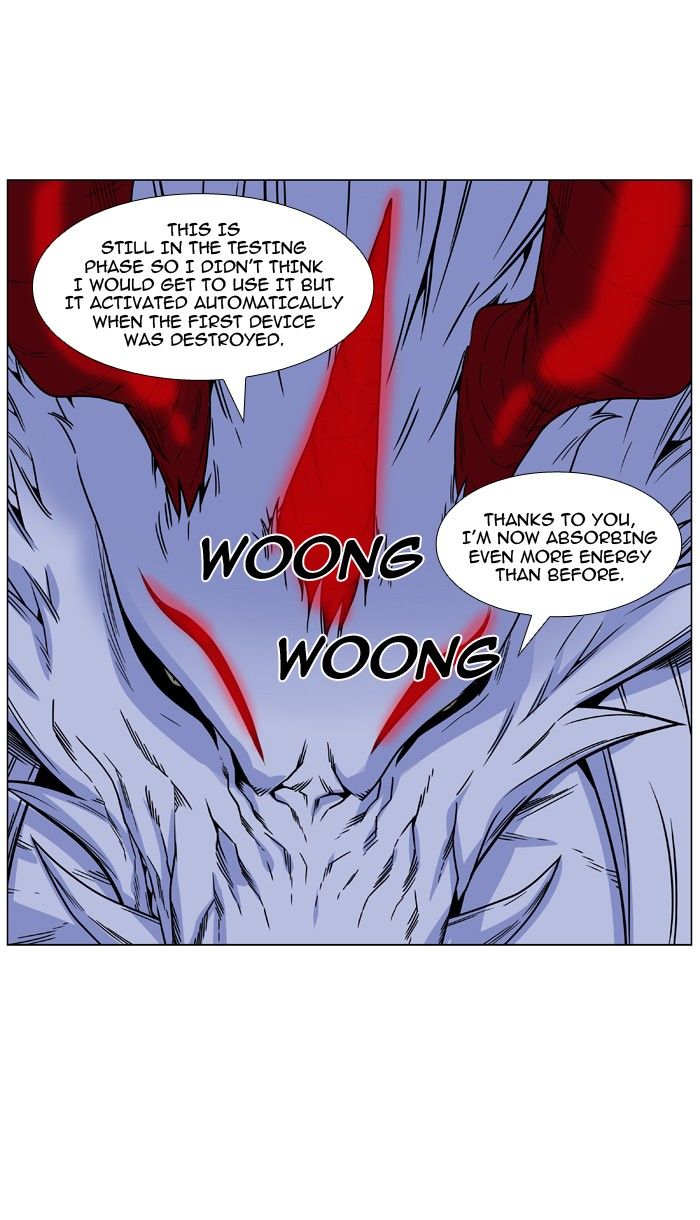 THIS IS
STILL IN THE TESTING
PHASE SO I DIDN'T THINK
I WOULD GET TO USE IT BUT
IT ACTIVATED AUTOMATICALLY
WHEN THE FIRST DEVICE
WAS DESTROYED.
THANKS TO YOU,
I'M NOW ABSORBING
EVEN MORE ENERGY
THAN BEFORE.
WOONG
WOONG